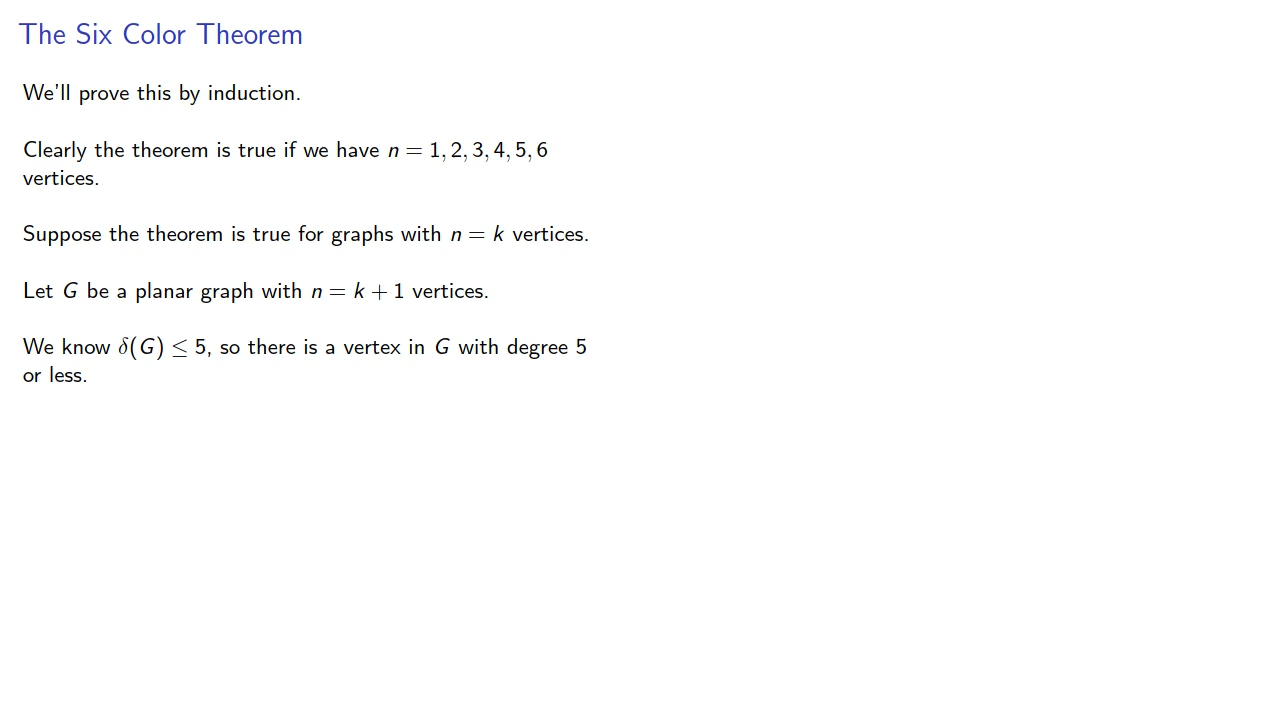 The Six Color Theorem
We'll prove this by induction.
Clearly the theorem is true if we have n = 1, 2, 3, 4, 5, 6
vertices.
Suppose the theorem is true for graphs with n = k vertices.
Let G be a planar graph with n = k + 1 vertices.
We know δ(G) ≤ 5, so there is a vertex in G with degree 5
or less.